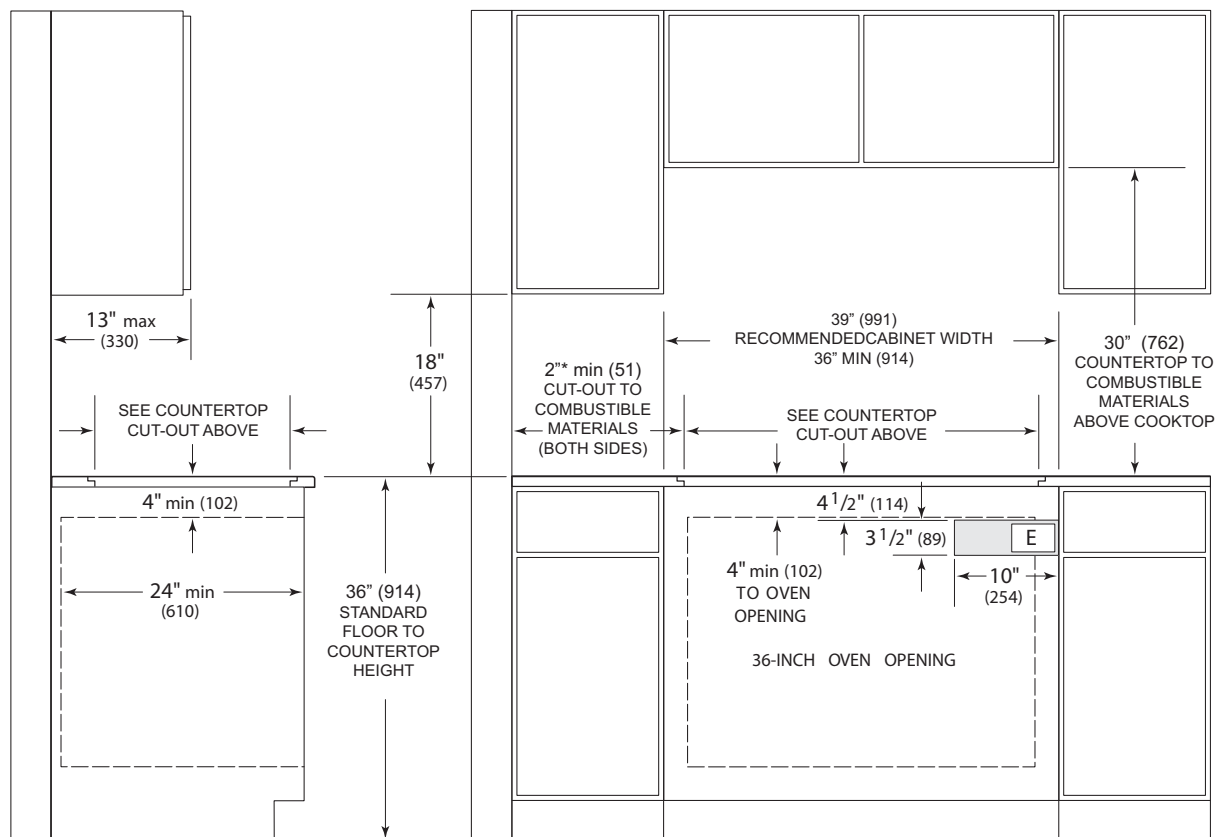 13" max
(330)
SEE COUNTERTOP
CUT-OUT ABOVE
4" min (102)
24" min
(610)
36” (914)
STANDARD
FLOOR TO
COUNTERTOP
HEIGHT
18"
(457)
2”* min (51)
CUT-OUT TO
COMBUSTIBLE
MATERIALS
(BOTH SIDES)
39” (991)
RECOMMENDEDCABINET WIDTH
36” MIN (914)
SEE COUNTERTOP
CUT-OUT ABOVE
30” (762)
COUNTERTOP TO
COMBUSTIBLE
MATERIALS
ABOVE COOKTOP
4 1/2" (114)
3 1/2" (89)
E
10"
(254)
4" min (102)
TO OVEN
OPENING
36-INCH OVEN OPENING